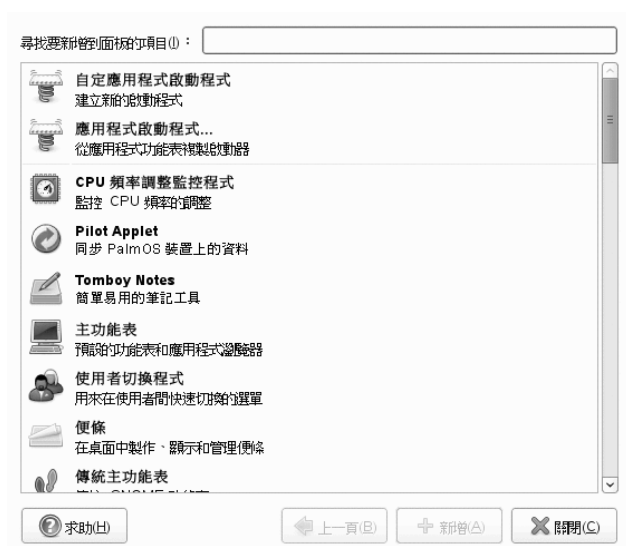 尋找要新增到面板的項目(I)：
自定應用程式啟動程式
建立新的啟動程式
應用程式啟動程式...
從應用程式功能表複製啟動器
CPU 頻率調整監控程式
監控 CPU 頻率的調整
Pilot Applet
同步 PalmOS 裝置上的資料
Tomboy Notes
簡單易用的筆記工具
主功能表
預設的功能表和應用程式瀏覽器
使用者切換程式
用來在使用者間快速切換的選單
便條
在桌面中製作、顯示和管理便條
傳統主功能表
求助(H)
上一頁(B)
新增(A)
關閉(C)